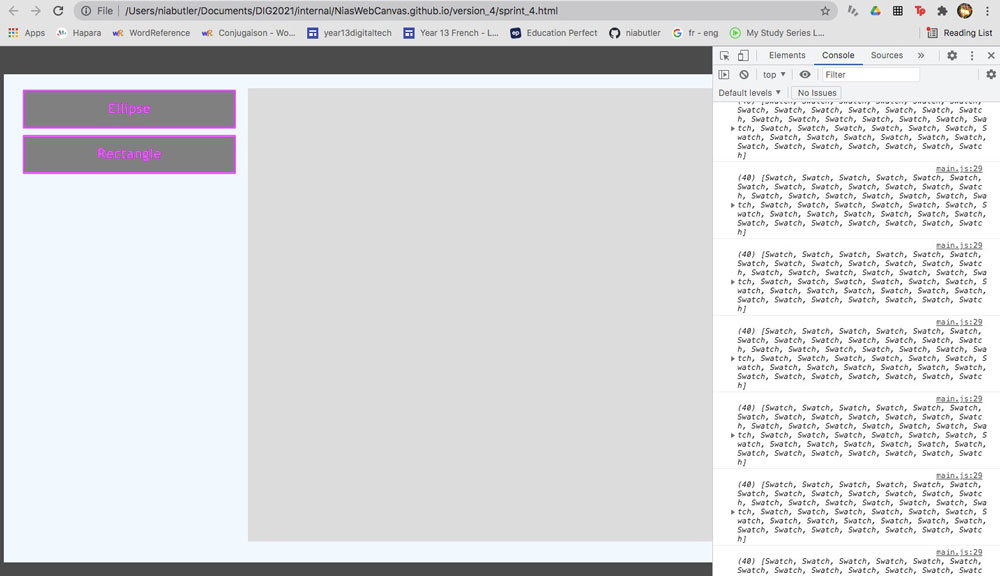 File | /Users/niabutler/Documents/DIG2021/internal/NiasWebCanvas.github.io/version_4/sprint_4.html
Apps Hapara WordReference Conjugaison - Wo... year13digitaltech Year 13 French - L... Education Perfect niabutler fr - eng My Study Series L... Reading List
Elements Console Sources »
top ▼ Filter
Default levels ▼ No Issues
Ellipse
Rectangle
(40) [Swatch, Swatch, Swatch, Swatch, Swatch,
Swatch, Swatch, Swatch, Swatch, Swatch, Swatc
h, Swatch, Swatch, Swatch, Swatch, Swatch, Swa
tch, Swatch, Swatch, Swatch, Swatch, Swatch, S
watch, Swatch, Swatch, Swatch, Swatch, Swatch,
Swatch, Swatch, Swatch, Swatch, Swatch, Swatc
h]
main.js:29
(40) [Swatch, Swatch, Swatch, Swatch, Swatch,
Swatch, Swatch, Swatch, Swatch, Swatch, Swatc
h, Swatch, Swatch, Swatch, Swatch, Swatch, Swa
tch, Swatch, Swatch, Swatch, Swatch, Swatch, S
watch, Swatch, Swatch, Swatch, Swatch, Swatch,
Swatch, Swatch, Swatch, Swatch, Swatch, Swatc
h]
main.js:29
(40) [Swatch, Swatch, Swatch, Swatch, Swatch,
Swatch, Swatch, Swatch, Swatch, Swatch, Swatc
h, Swatch, Swatch, Swatch, Swatch, Swatch, Swa
tch, Swatch, Swatch, Swatch, Swatch, Swatch, S
watch, Swatch, Swatch, Swatch, Swatch, Swatch,
Swatch, Swatch, Swatch, Swatch, Swatch, Swatc
h]
main.js:29
(40) [Swatch, Swatch, Swatch, Swatch, Swatch,
Swatch, Swatch, Swatch, Swatch, Swatch, Swatc
h, Swatch, Swatch, Swatch, Swatch, Swatch, Swa
tch, Swatch, Swatch, Swatch, Swatch, Swatch, S
watch, Swatch, Swatch, Swatch, Swatch, Swatch,
Swatch, Swatch, Swatch, Swatch, Swatch, Swatc
h]
main.js:29
(40) [Swatch, Swatch, Swatch, Swatch, Swatch,
Swatch, Swatch, Swatch, Swatch, Swatch, Swatc
h, Swatch, Swatch, Swatch, Swatch, Swatch, Swa
tch, Swatch, Swatch, Swatch, Swatch, Swatch, S
watch, Swatch, Swatch, Swatch, Swatch, Swatch,
Swatch, Swatch, Swatch, Swatch, Swatch, Swatc
h]
main.js:29
(40) [Swatch, Swatch, Swatch, Swatch, Swatch,
Swatch, Swatch, Swatch, Swatch, Swatch, Swatc
h, Swatch, Swatch, Swatch, Swatch, Swatch, Swa
tch, Swatch, Swatch, Swatch, Swatch, Swatch, S
watch, Swatch, Swatch, Swatch, Swatch, Swatch,
Swatch, Swatch, Swatch, Swatch, Swatch, Swatc
h]
main.js:29
(40) [Swatch, Swatch, Swatch, Swatch, Swatch,
Swatch, Swatch, Swatch, Swatch, Swatch, Swatc